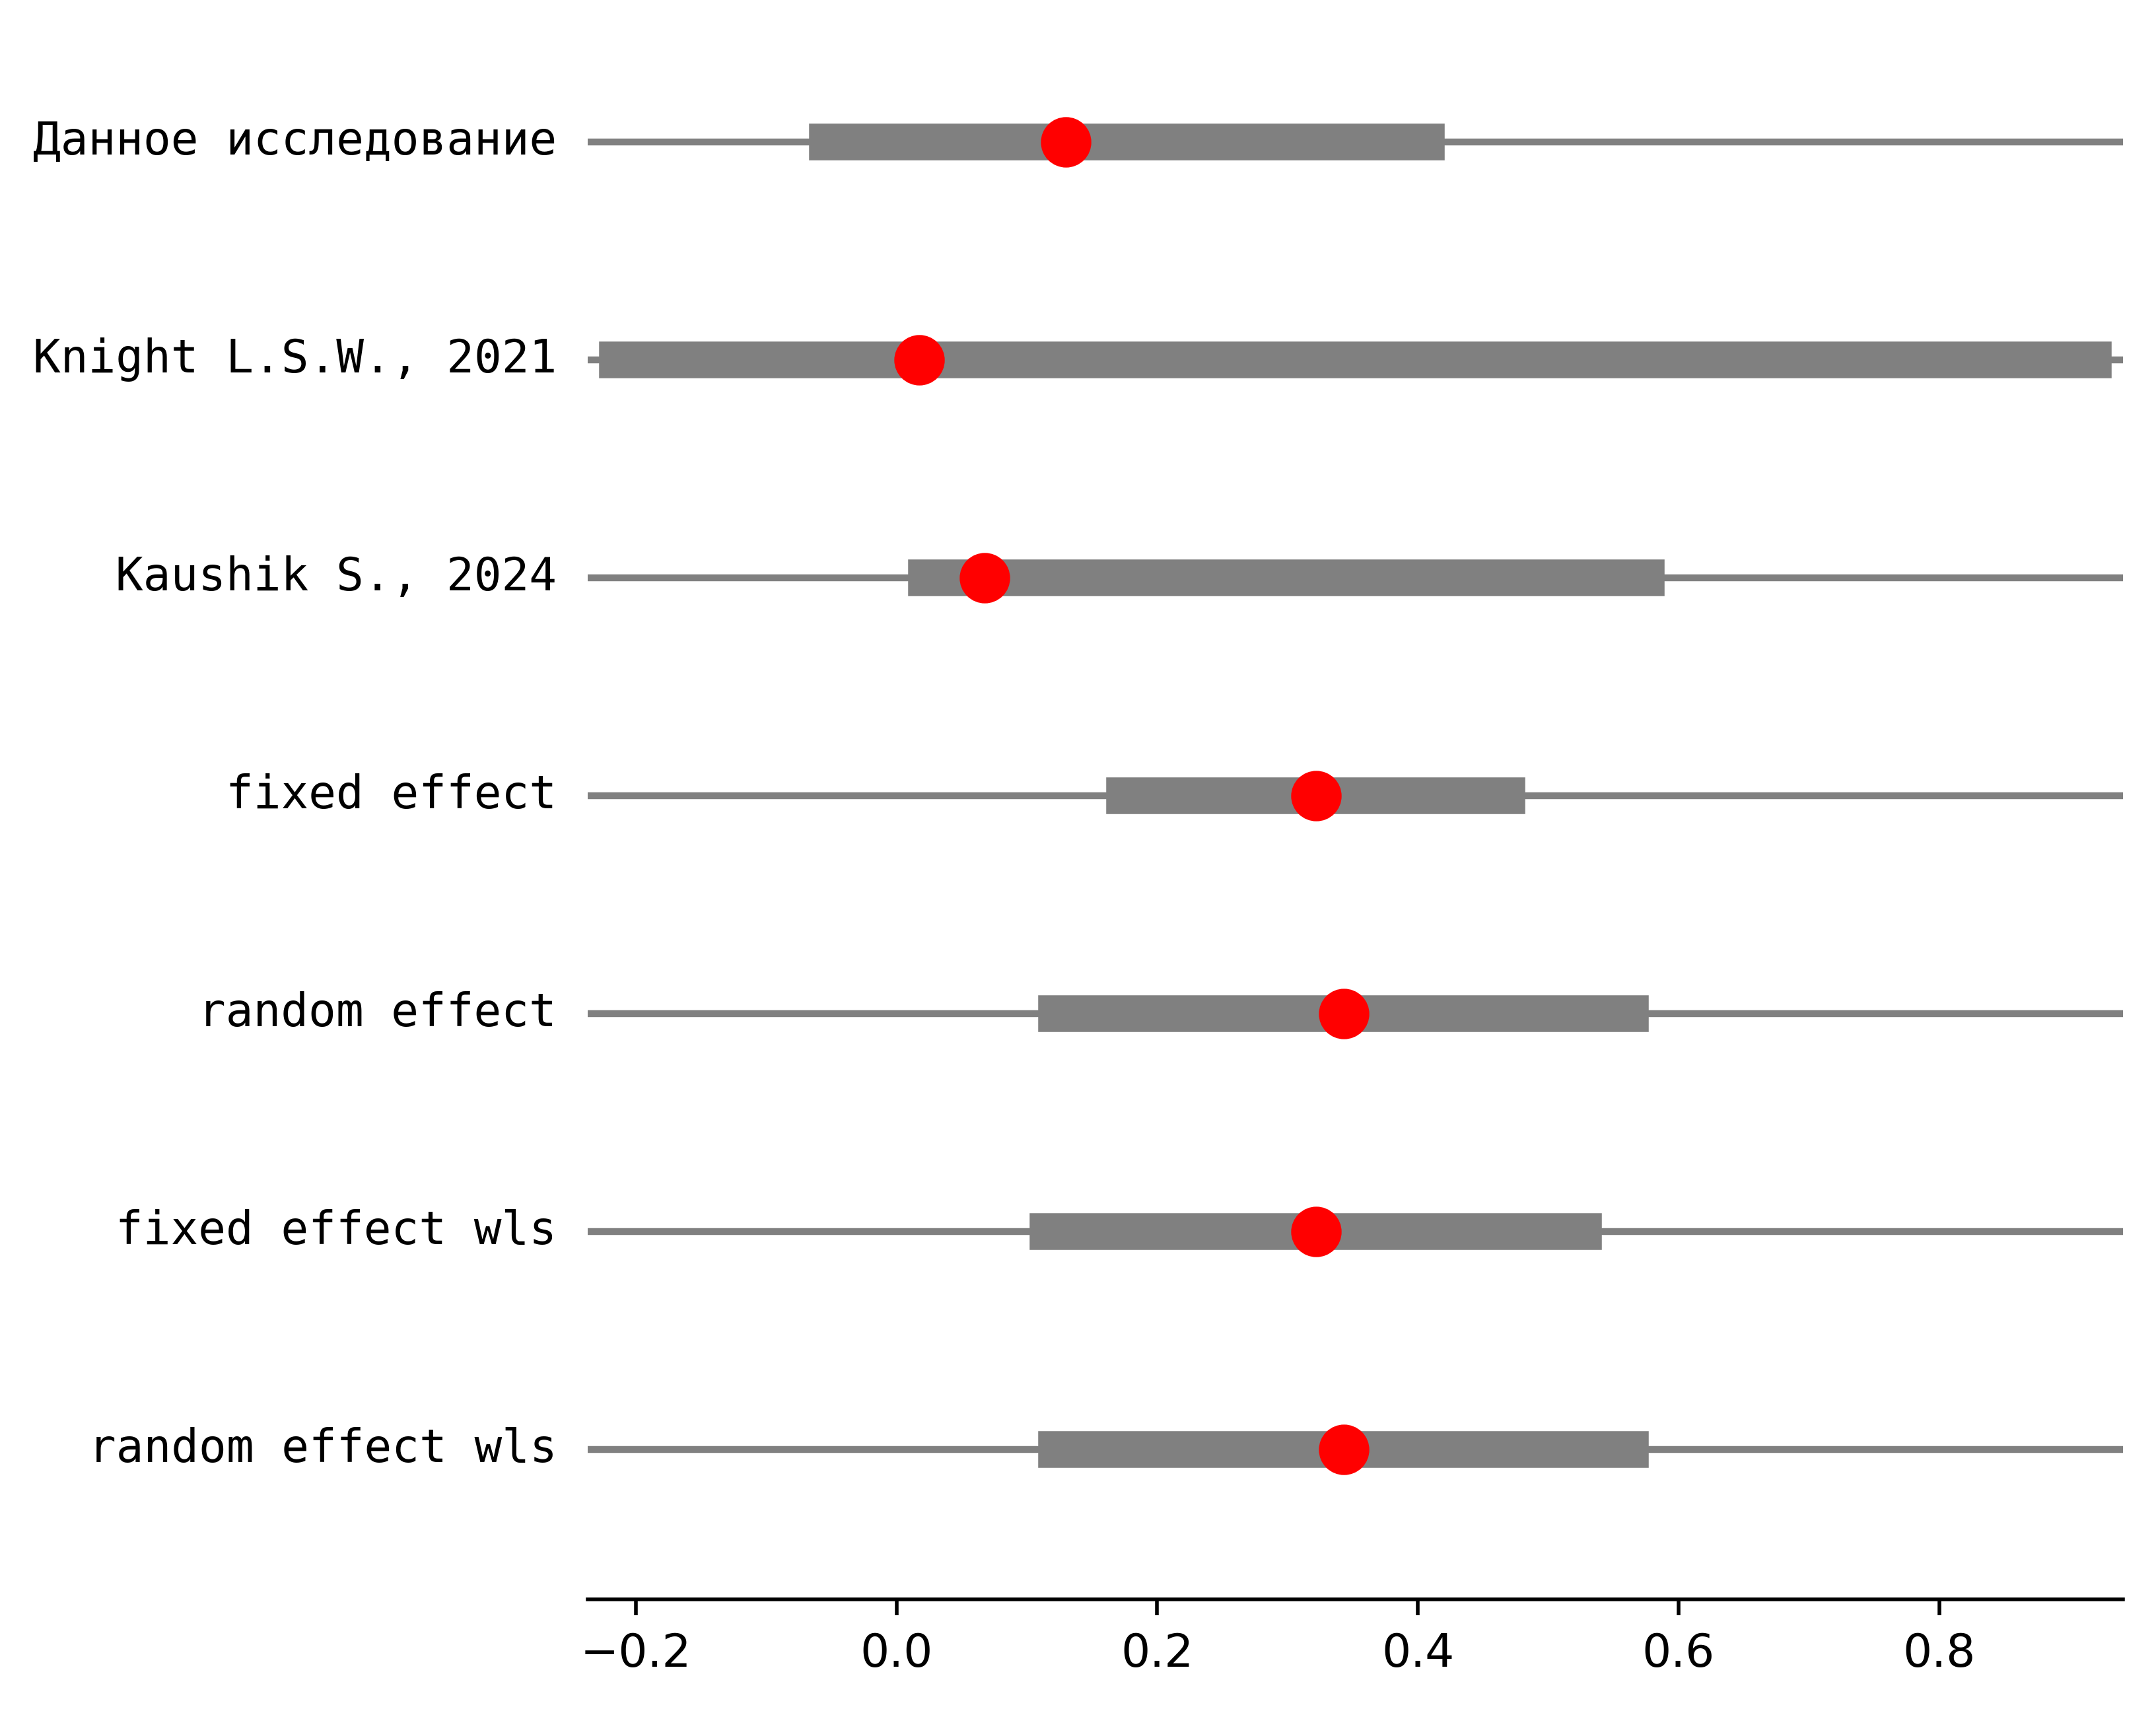 Данное исследование
Knight L.S.W., 2021
Kaushik S., 2024
fixed effect
random effect
fixed effect wls
random effect wls
−0.2 0.0 0.2 0.4 0.6 0.8